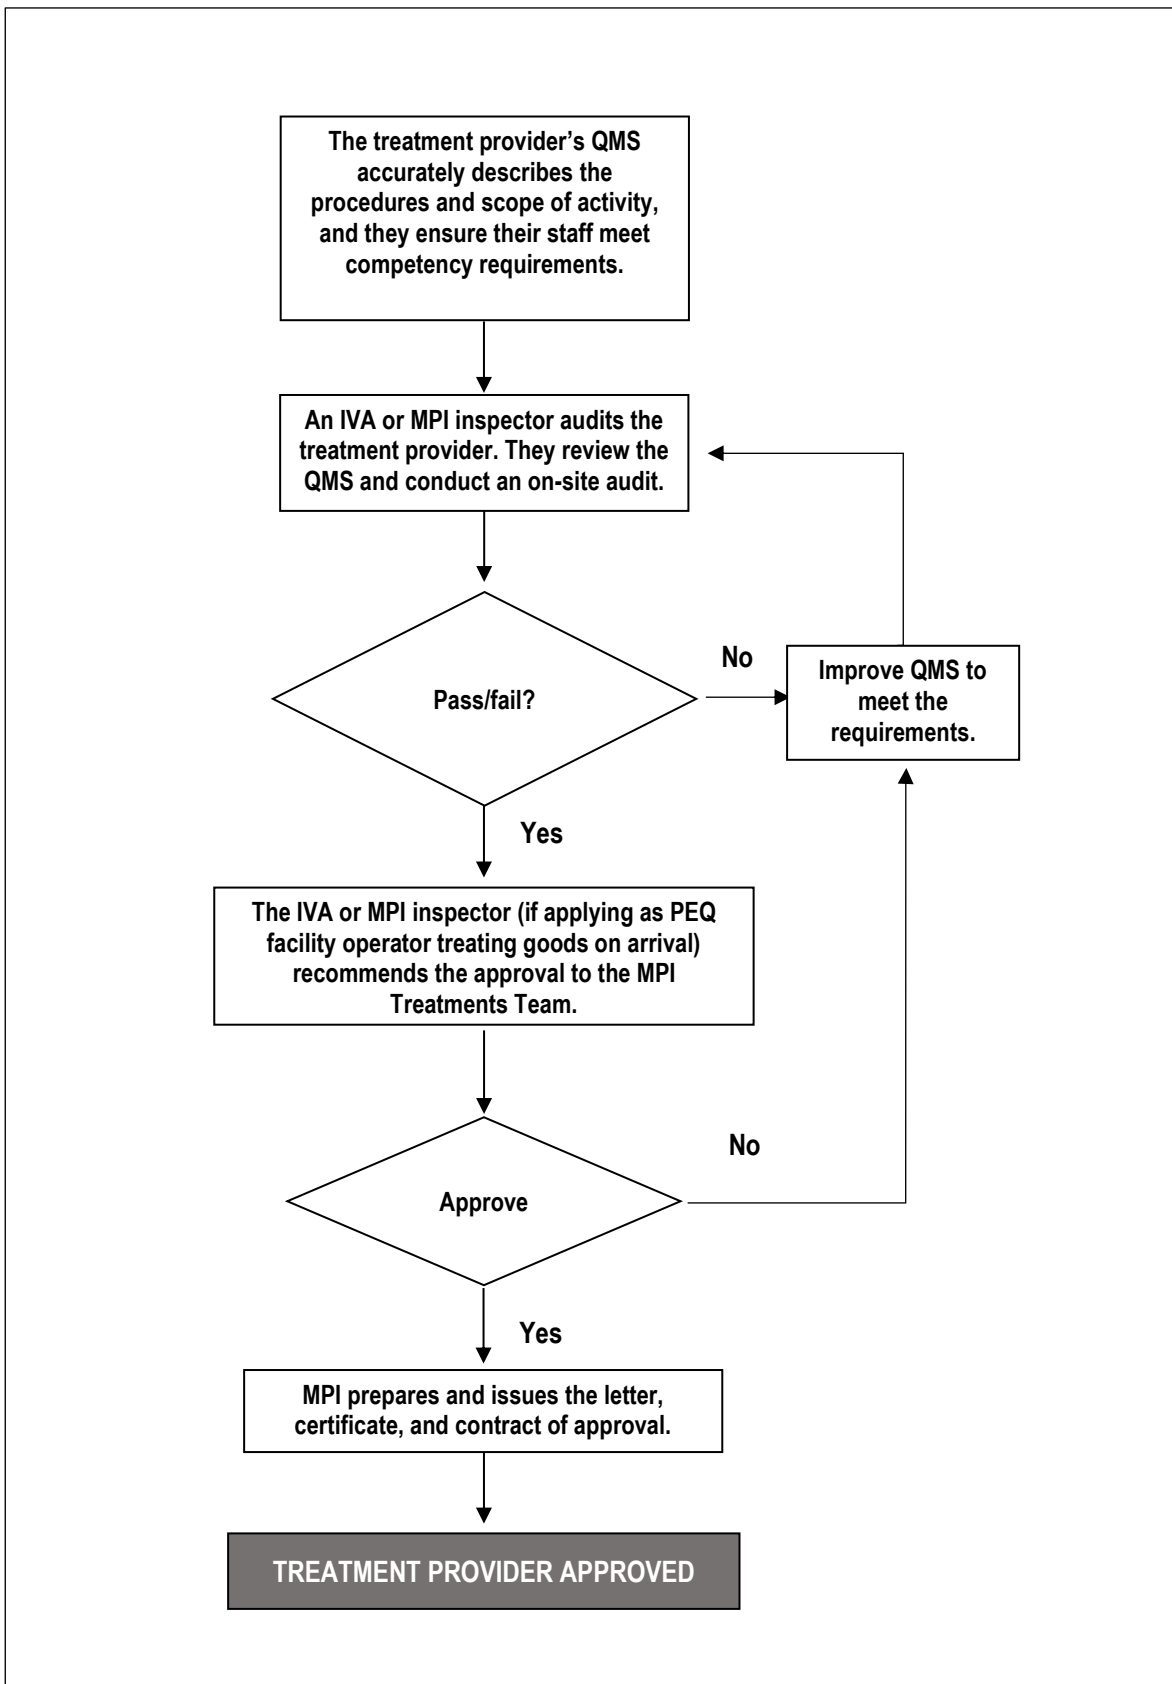 The treatment provider’s QMS
accurately describes the
procedures and scope of activity,
and they ensure their staff meet
competency requirements.
An IVA or MPI inspector audits the
treatment provider. They review the
QMS and conduct an on-site audit.
Pass/fail?
No
Improve QMS to
meet the
requirements.
Yes
The IVA or MPI inspector (if applying as PEQ
facility operator treating goods on arrival)
recommends the approval to the MPI
Treatments Team.
Approve
No
Yes
MPI prepares and issues the letter,
certificate, and contract of approval.
TREATMENT PROVIDER APPROVED